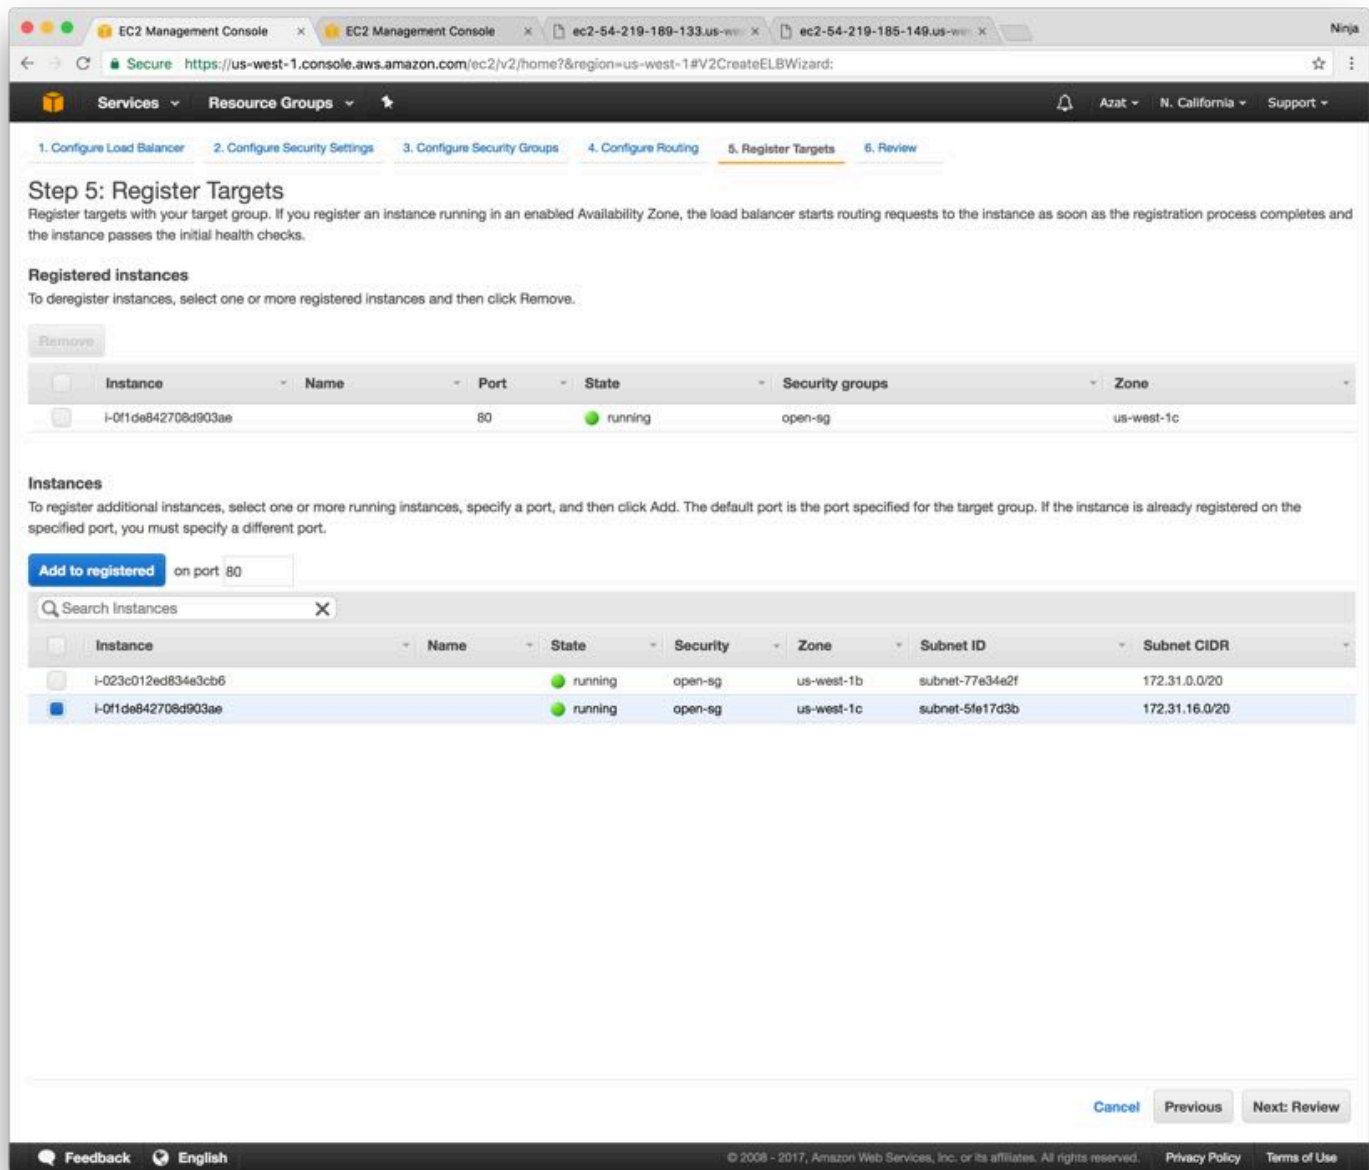 EC2 Management Console × EC2 Management Console × ec2-54-219-189-133.us-we × ec2-54-219-185-149.us-we × Ninja
Secure https://us-west-1.console.aws.amazon.com/ec2/v2/home?&region=us-west-1#V2CreateELBWizard:
Services Resource Groups Azat N. California Support
1. Configure Load Balancer 2. Configure Security Settings 3. Configure Security Groups 4. Configure Routing 5. Register Targets 6. Review
Step 5: Register Targets
Register targets with your target group. If you register an instance running in an enabled Availability Zone, the load balancer starts routing requests to the instance as soon as the registration process completes and
the instance passes the initial health checks.
Registered instances
To deregister instances, select one or more registered instances and then click Remove.
Remove
Instance Name Port State Security groups Zone
i-0f1de842708d903ae 80 running open-sg us-west-1c
Instances
To register additional instances, select one or more running instances, specify a port, and then click Add. The default port is the port specified for the target group. If the instance is already registered on the
specified port, you must specify a different port.
Add to registered on port 80
Search Instances
Instance Name State Security Zone Subnet ID Subnet CIDR
i-023c012ed834e3cb6 running open-sg us-west-1b subnet-77e34e2f 172.31.0.0/20
i-0f1de842708d903ae running open-sg us-west-1c subnet-5fe17d3b 172.31.16.0/20
Cancel Previous Next: Review
Feedback English © 2008 - 2017, Amazon Web Services, Inc. or its affiliates. All rights reserved. Privacy Policy Terms of Use